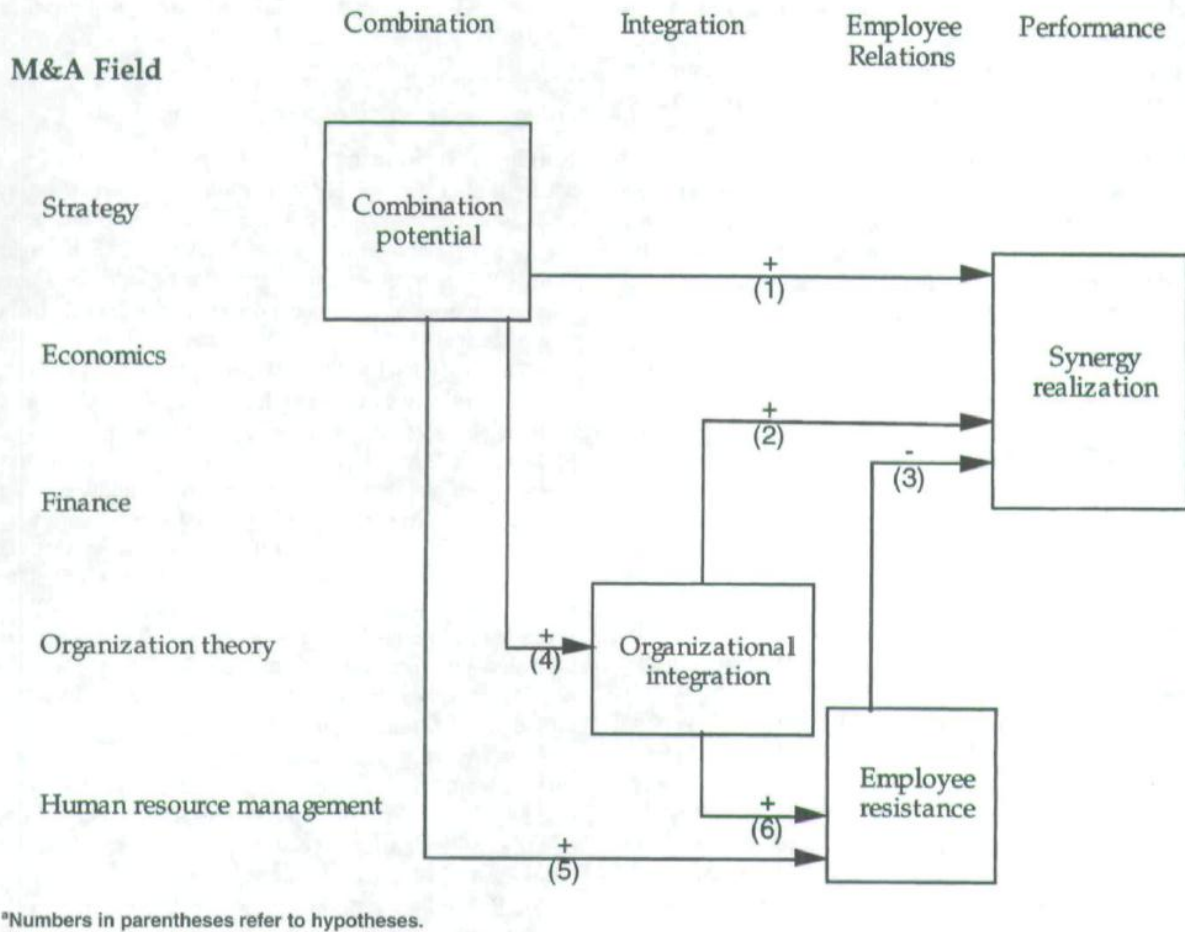 Combination
Integration
Employee
Relations
Performance
M&A Field
Strategy
Combination
potential
+
(1)
Economics
Synergy
realization
+
(2)
-
(3)
Finance
Organization theory
+
(4)
Organizational
integration
Human resource management
Employee
resistance
+
(6)
+
(5)
ᵃNumbers in parentheses refer to hypotheses.